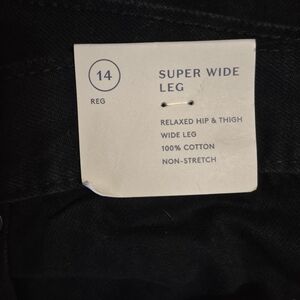 14
REG
SUPER WIDE
LEG
RELAXED HIP & THIGH
WIDE LEG
100% COTTON
NON-STRETCH